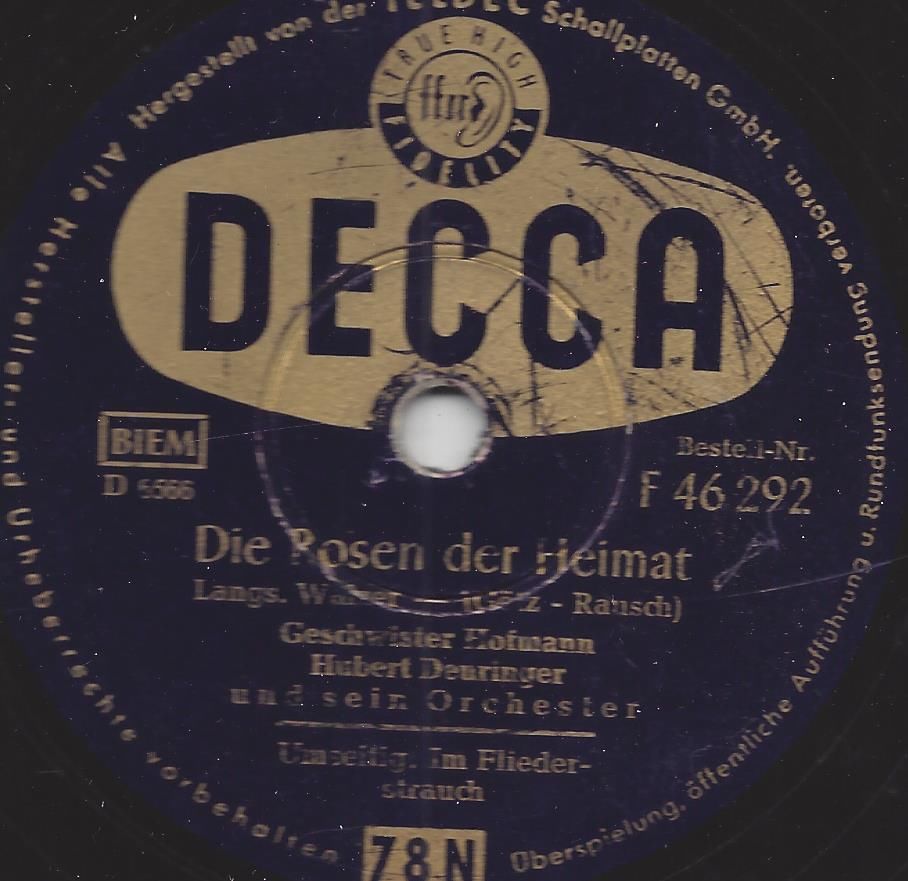 Alle Hersteller- und Urheberrechte vorbehalten
Hergestellt von der TELDEC Schallplatten GmbH.
Überspielung, öffentliche Aufführung u. Rundfunksendung verboten.
TRUE HIGH
ffrr
FIDELITY
DECCA
BIEM
D
Bestell-Nr.
F 46 292
Die Rosen der Heimat
Langs. Walzer - Rausch)
Geschwister Hofmann
Hubert Deuringer
und sein Orchester
Umseitig: Im Flieder-
strauch
78N